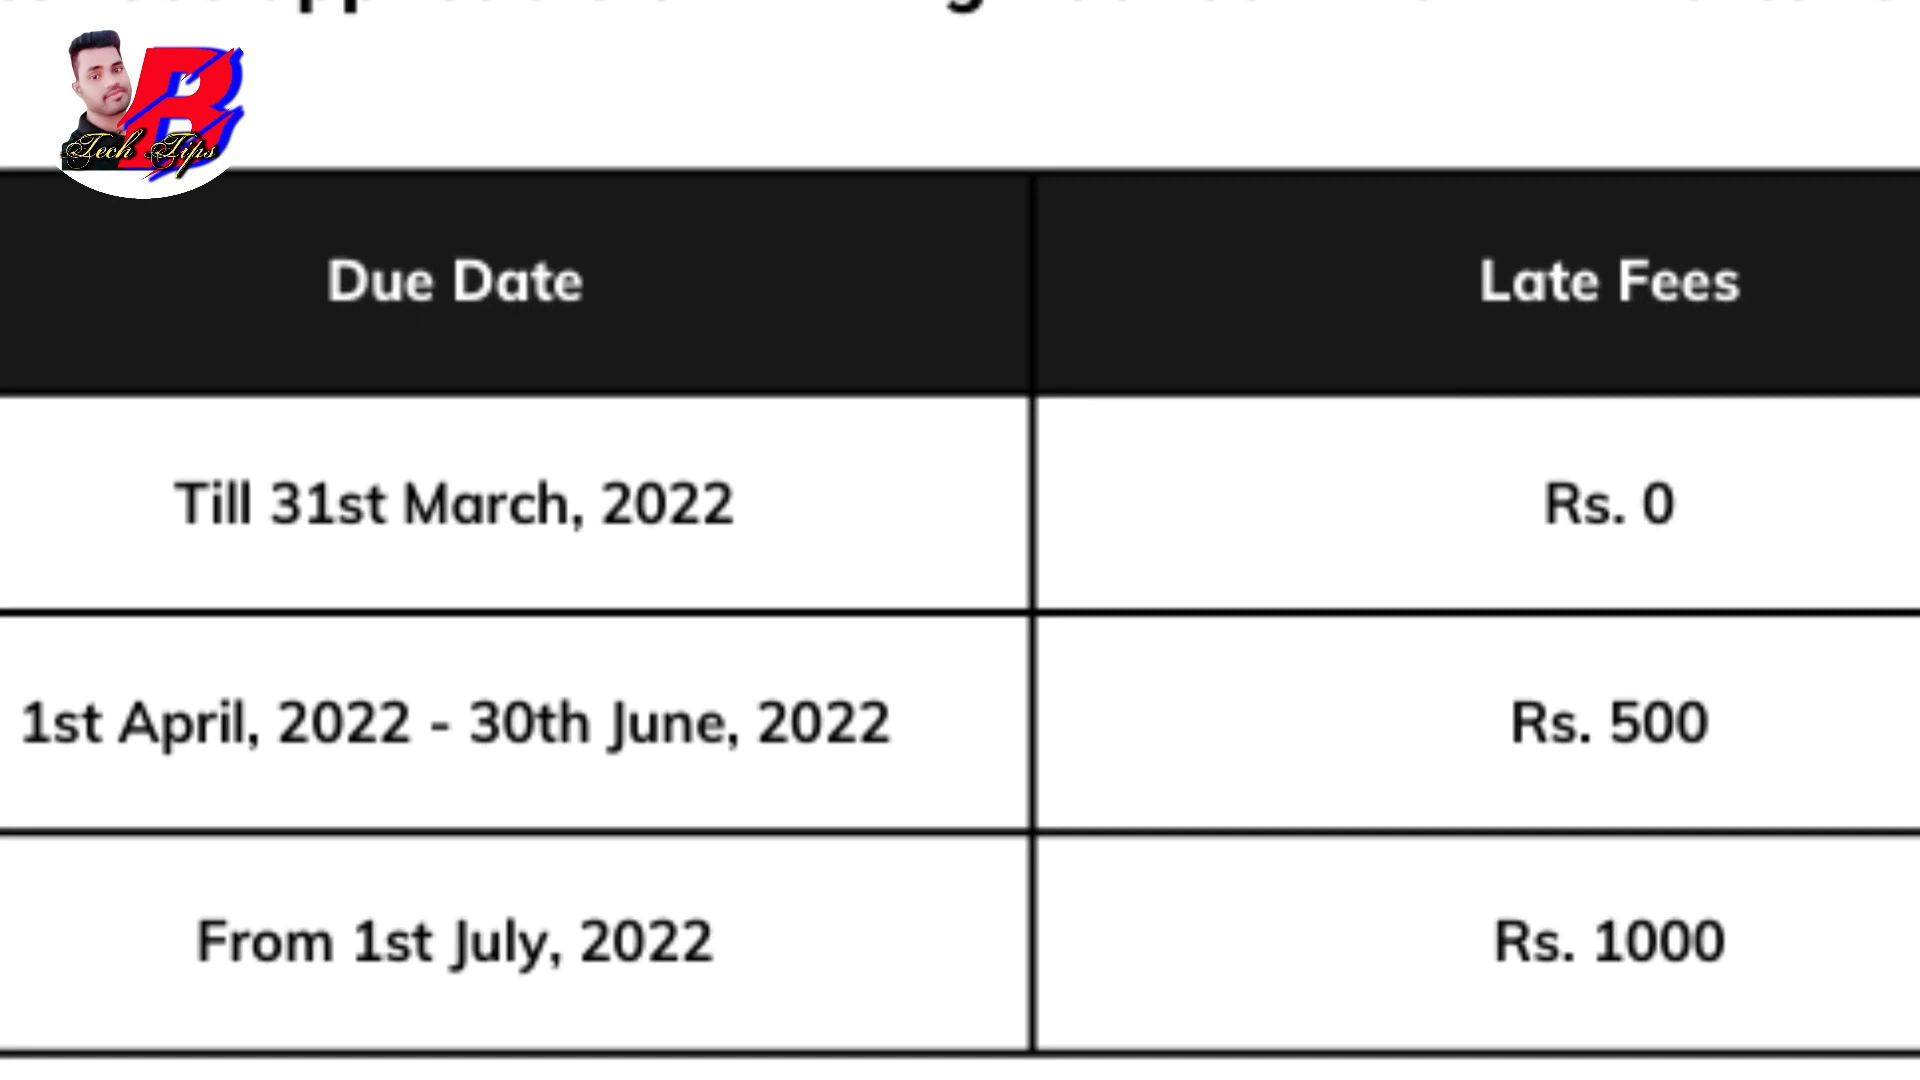 B
Tech Tips
Due Date Late Fees
Till 31st March, 2022 Rs. 0
1st April, 2022 - 30th June, 2022 Rs. 500
From 1st July, 2022 Rs. 1000